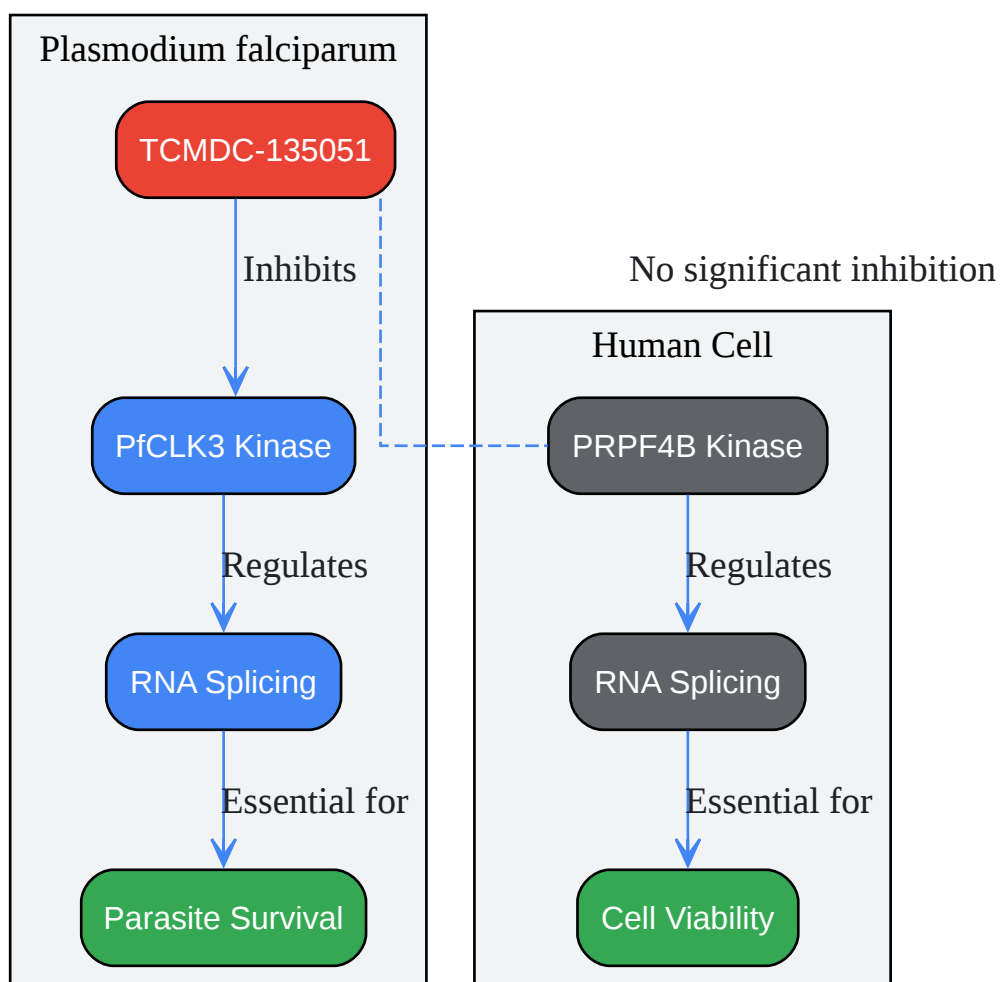 Plasmodium falciparum
TCMDC-135051
Inhibits
No significant inhibition
Human Cell
PfCLK3 Kinase
PRPF4B Kinase
Regulates
Regulates
RNA Splicing
RNA Splicing
Essential for
Essential for
Parasite Survival
Cell Viability